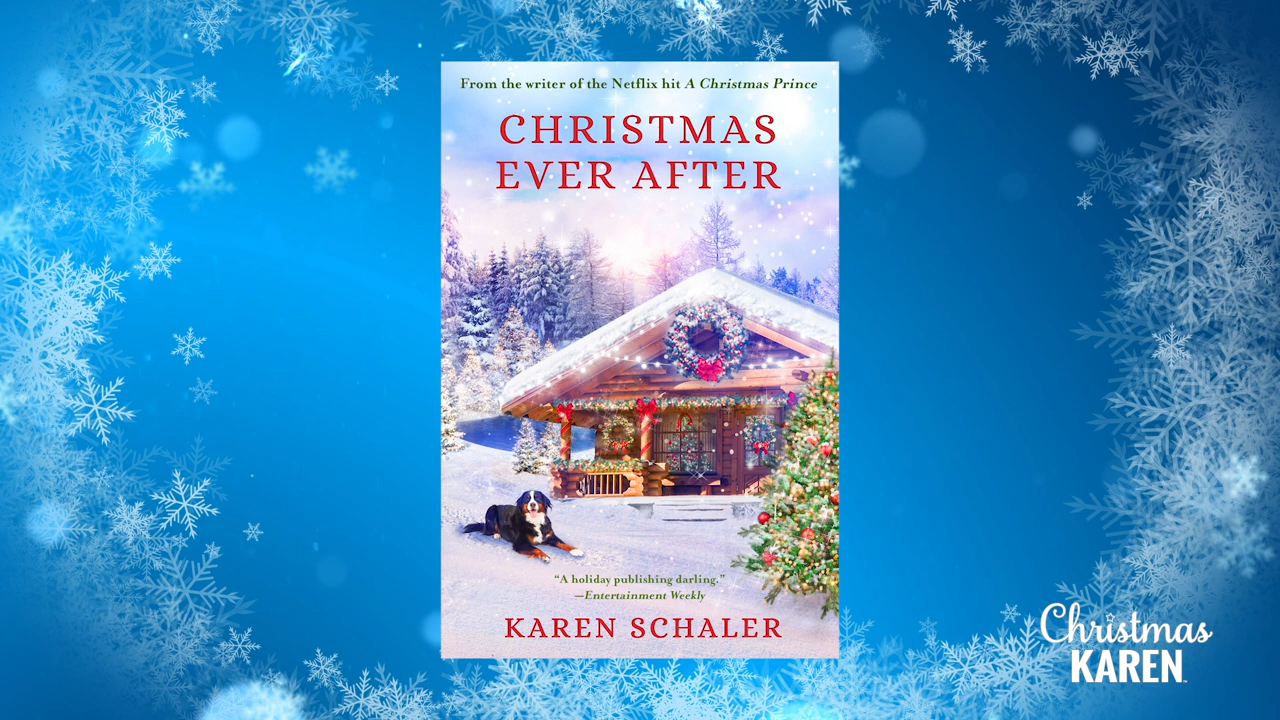 From the writer of the Netflix hit A Christmas Prince
CHRISTMAS
EVER AFTER
“A holiday publishing darling.”
—Entertainment Weekly
KAREN SCHALER
Christmas
KAREN